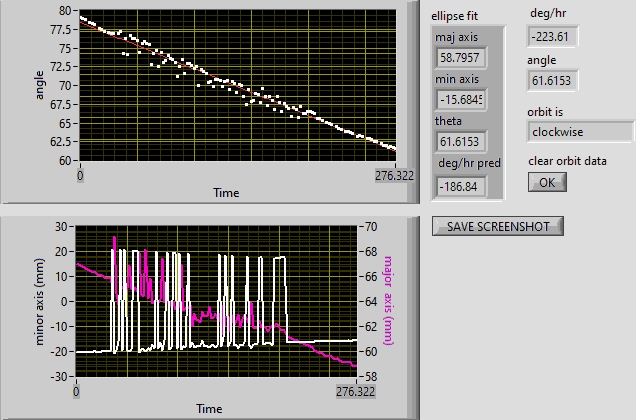 80
77.5
75
72.5
70
67.5
65
62.5
60
angle
0
276.322
Time
ellipse fit
maj axis
58.7957
min axis
-15.6845
theta
61.6153
deg/hr pred
-186.84
deg/hr
-223.61
angle
61.6153
orbit is
clockwise
clear orbit data
OK
SAVE SCREENSHOT
30
20
10
0
-10
-20
-30
minor axis (mm)
70
68
66
64
62
60
58
major axis (mm)
0
276.322
Time